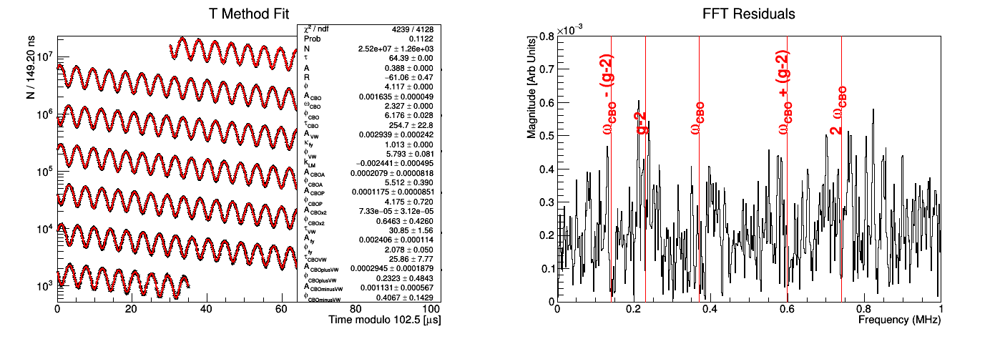 T Method Fit
N / 149.20 ns
10⁷
10⁶
10⁵
10⁴
10³
0 20 40 60 80 100
Time modulo 102.5 [μs]
χ² / ndf 4239 / 4128
Prob 0.1122
N 2.52e+07 ± 1.26e+03
τ 64.39 ± 0.00
A 0.388 ± 0.000
R −61.06 ± 0.47
ϕ 4.117 ± 0.000
A_CBO 0.001635 ± 0.000049
ω_CBO 2.327 ± 0.000
ϕ_CBO 6.176 ± 0.028
τ_CBO 254.7 ± 22.8
A_VW 0.002939 ± 0.000242
κ_fy 1.013 ± 0.000
ϕ_VW 5.793 ± 0.081
k_LM −0.002441 ± 0.000495
A_CBOA 0.0002079 ± 0.0000818
ϕ_CBOA 5.512 ± 0.390
A_CBOP 0.0001175 ± 0.0000851
ϕ_CBOP 4.175 ± 0.720
A_CBOx2 7.33e−05 ± 3.12e−05
ϕ_CBOx2 0.6463 ± 0.4260
τ_VW 30.85 ± 1.56
A_fy 0.002406 ± 0.000114
ϕ_fy 2.078 ± 0.050
τ_CBOVW 25.86 ± 7.77
A_CBOplusVW 0.0002945 ± 0.0001879
ϕ_CBOplusVW 0.2323 ± 0.4843
A_CBOminusVW 0.001131 ± 0.000567
ϕ_CBOminusVW 0.4067 ± 0.1429
FFT Residuals
Magnitude [Arb Units]
×10⁻³
0.8
0.7
0.6
0.5
0.4
0.3
0.2
0.1
0
ω_CBO - (g-2)
g-2
ω_CBO
ω_CBO + (g-2)
2 ω_CBO
0 0.2 0.4 0.6 0.8 1
Frequency (MHz)